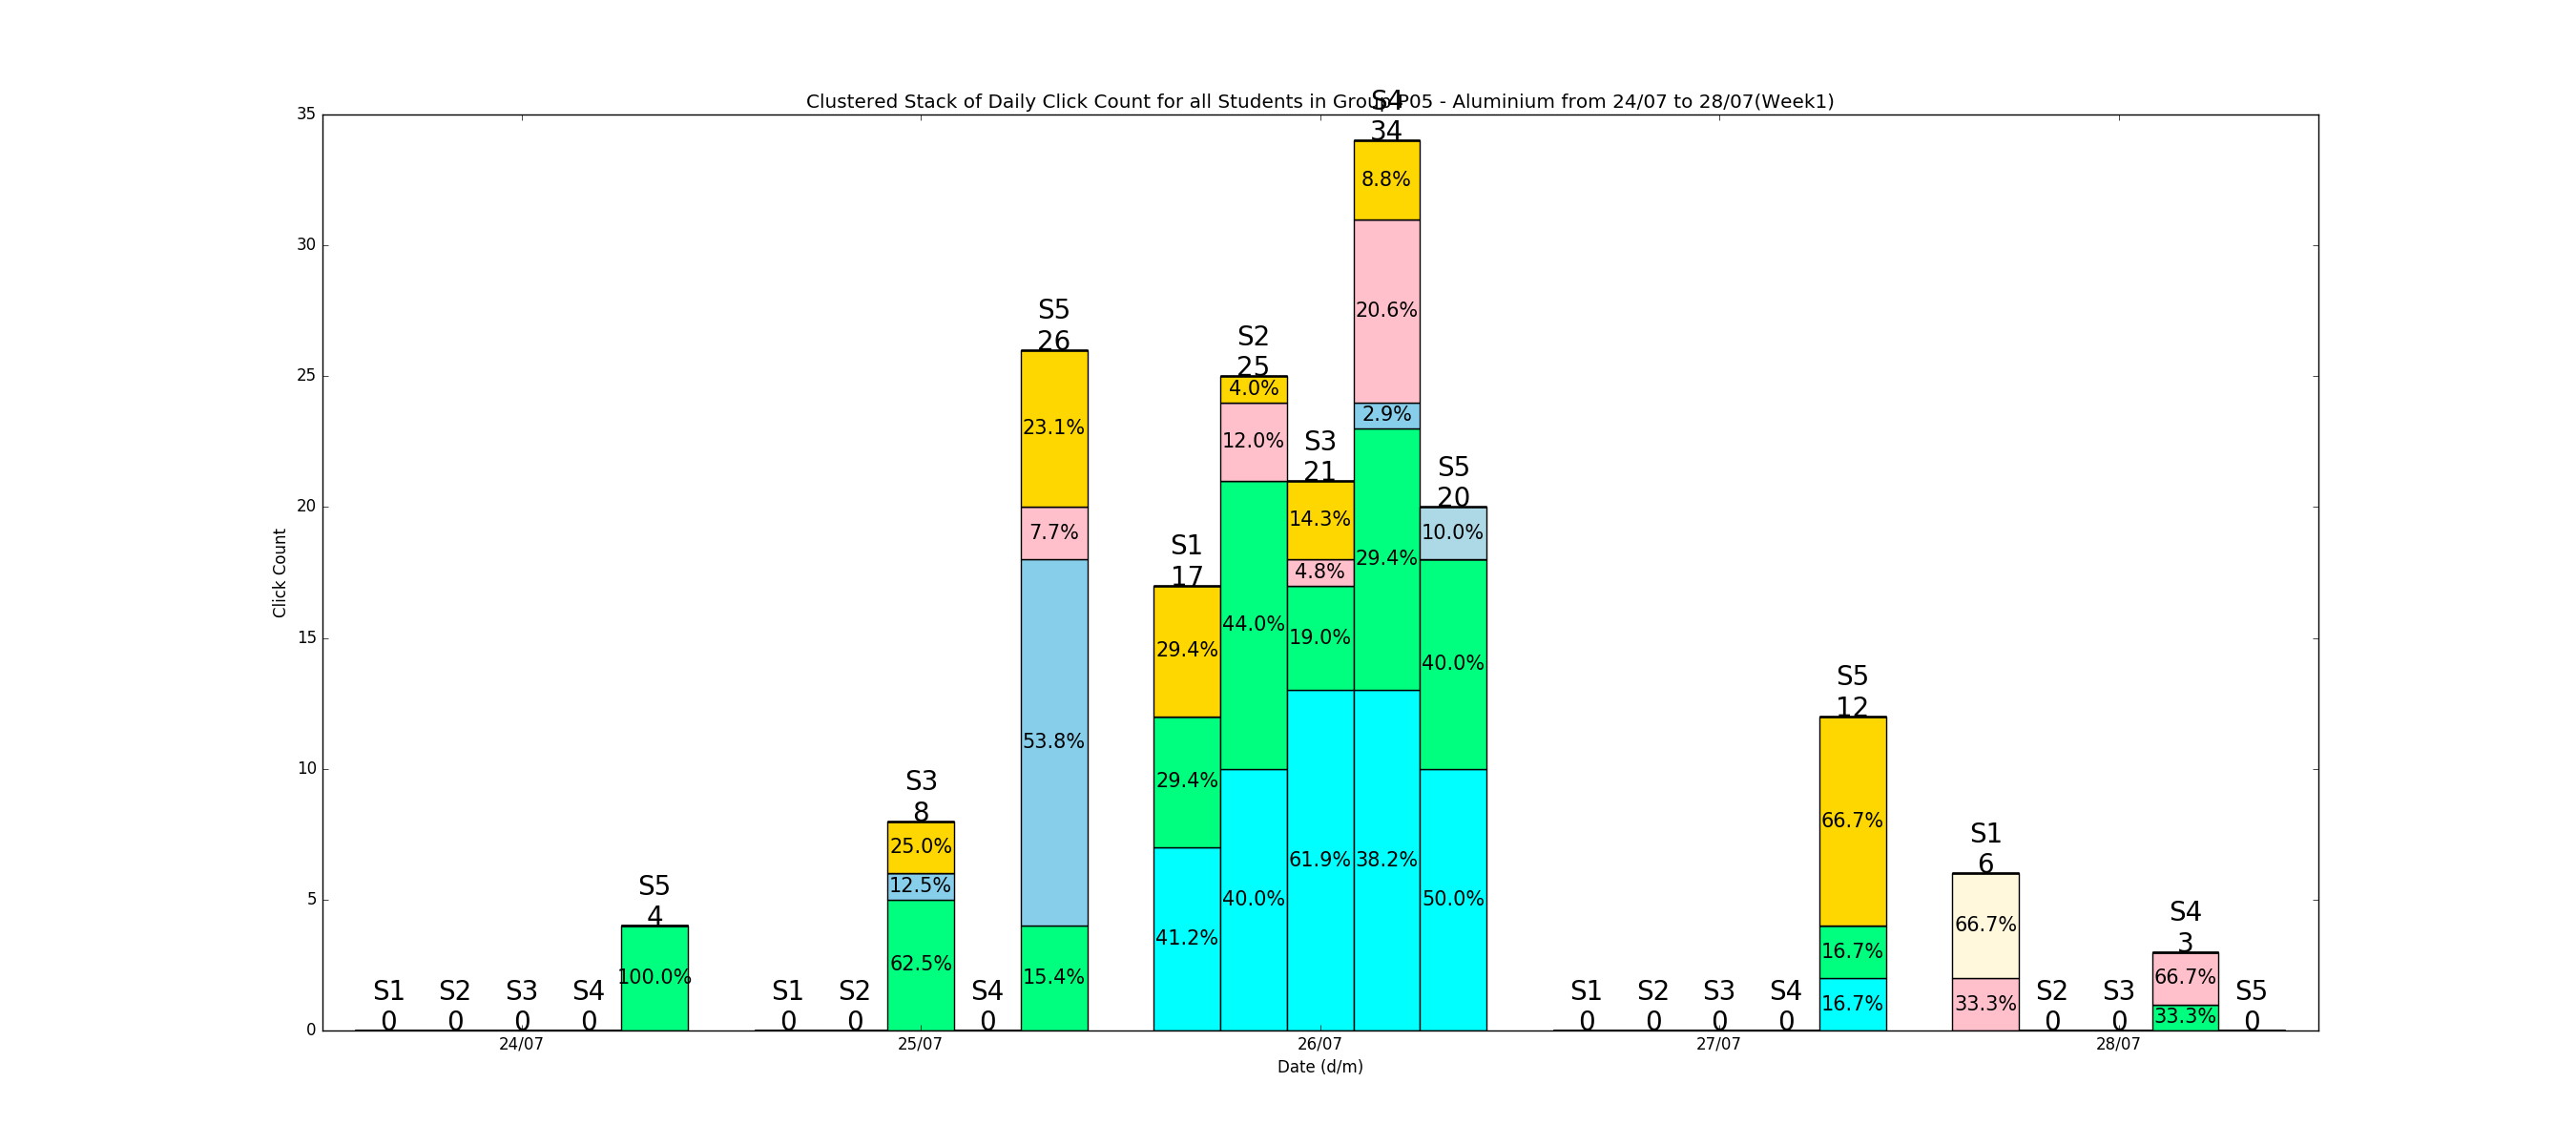 Clustered Stack of Daily Click Count for all Students in Group P05 - Aluminium from 24/07 to 28/07(Week1)
Click Count
35
30
25
20
15
10
5
0
S1
0
S2
0
S3
0
S4
0
S5
4
100.0%
S1
0
S2
0
S3
8
25.0%
12.5%
62.5%
S4
0
S5
26
23.1%
7.7%
53.8%
15.4%
S1
17
29.4%
29.4%
41.2%
S2
25
4.0%
12.0%
44.0%
40.0%
S3
21
14.3%
4.8%
19.0%
61.9%
S4
34
8.8%
20.6%
2.9%
29.4%
38.2%
S5
20
10.0%
40.0%
50.0%
S1
0
S2
0
S3
0
S4
0
S5
12
66.7%
16.7%
16.7%
S1
6
66.7%
33.3%
S2
0
S3
0
S4
3
66.7%
33.3%
S5
0
24/07
25/07
26/07
27/07
28/07
Date (d/m)